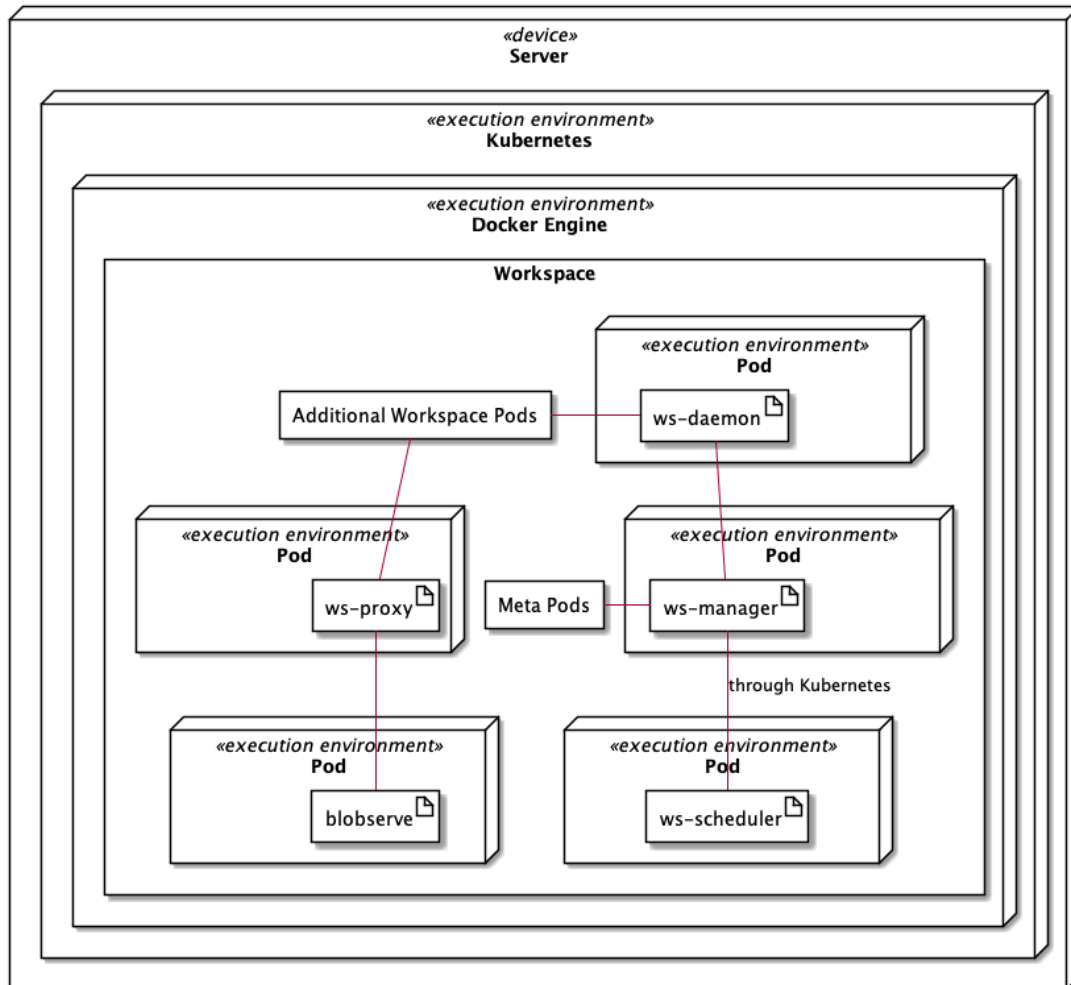 «device»
Server
«execution environment»
Kubernetes
«execution environment»
Docker Engine
Workspace
«execution environment»
Pod
ws-daemon
Additional Workspace Pods
«execution environment»
Pod
ws-proxy
Meta Pods
«execution environment»
Pod
ws-manager
through Kubernetes
«execution environment»
Pod
blobserve
«execution environment»
Pod
ws-scheduler